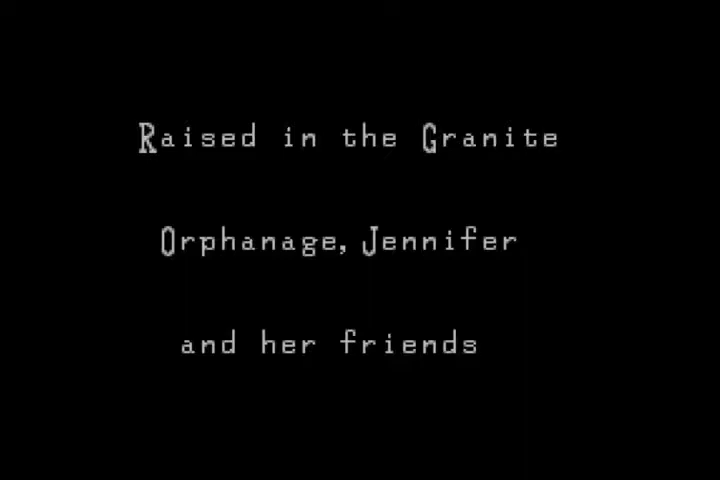 Raised in the Granite
Orphanage, Jennifer
and her friends